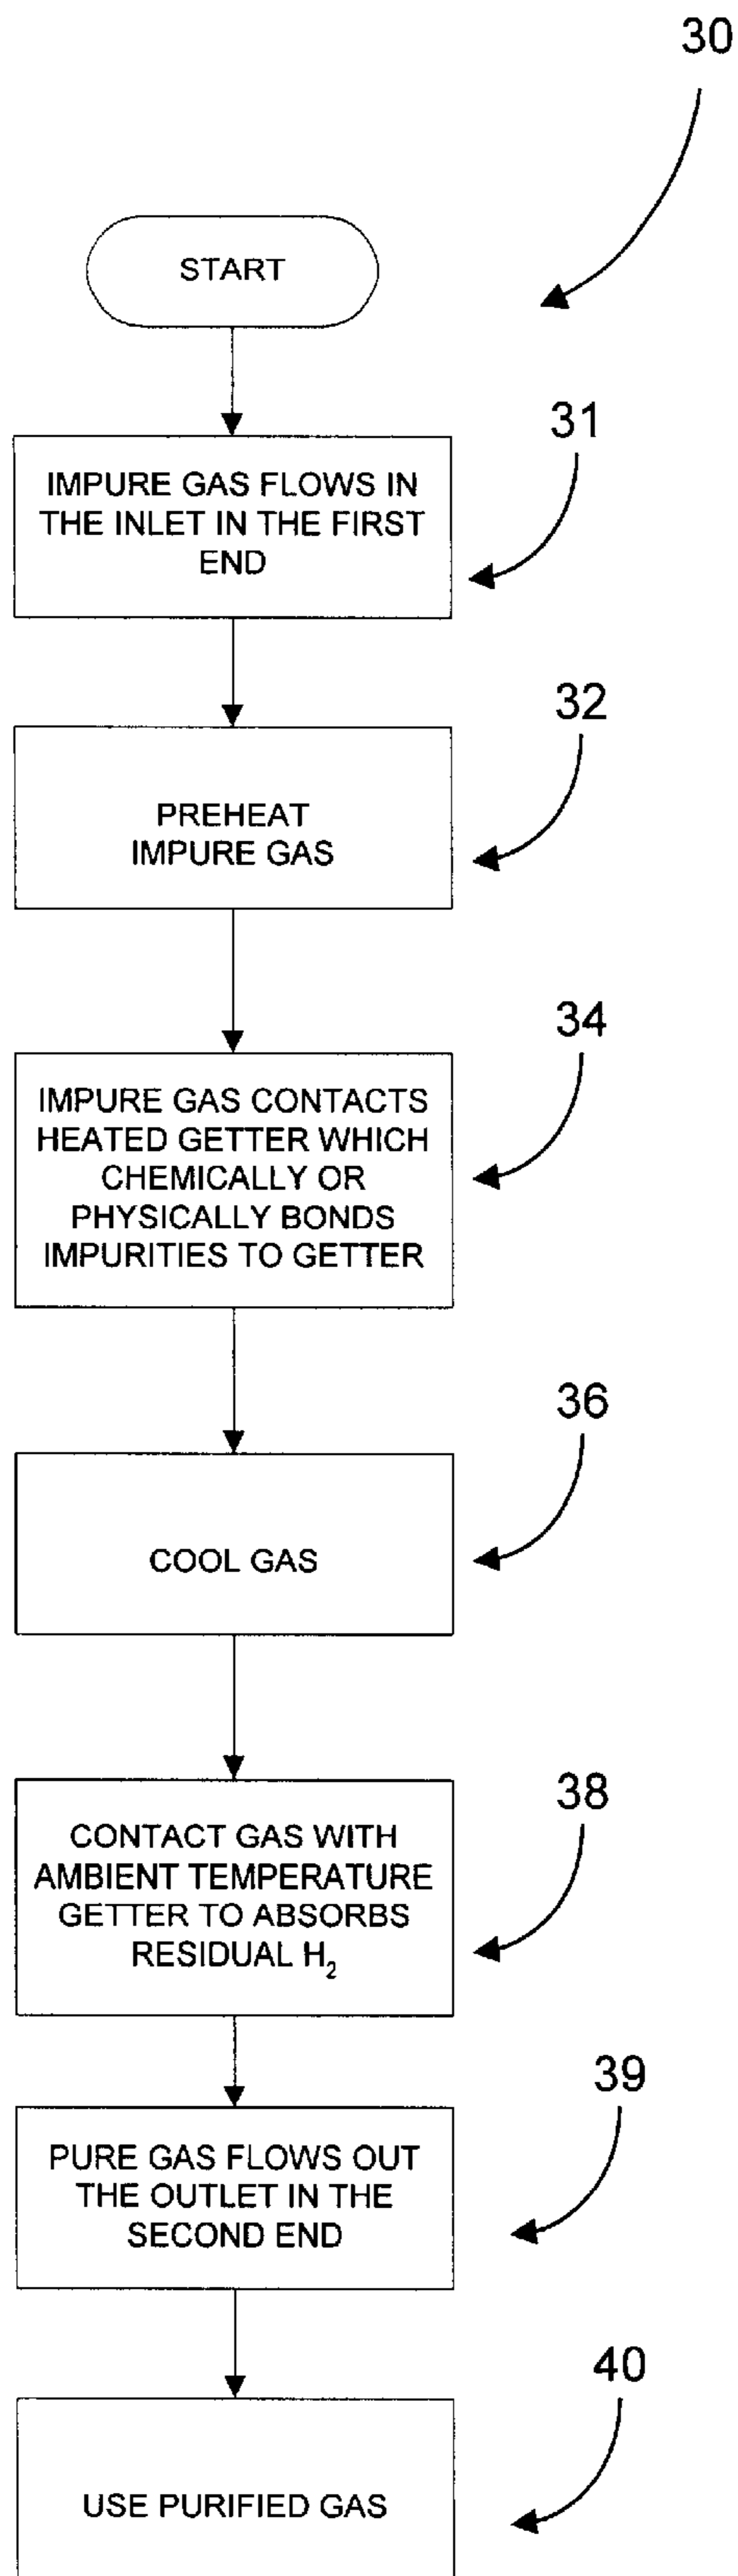 30
START
31
IMPURE GAS FLOWS IN
THE INLET IN THE FIRST
END
32
PREHEAT
IMPURE GAS
34
IMPURE GAS CONTACTS
HEATED GETTER WHICH
CHEMICALLY OR
PHYSICALLY BONDS
IMPURITIES TO GETTER
36
COOL GAS
38
CONTACT GAS WITH
AMBIENT TEMPERATURE
GETTER TO ABSORBS
RESIDUAL H₂
39
PURE GAS FLOWS OUT
THE OUTLET IN THE
SECOND END
40
USE PURIFIED GAS